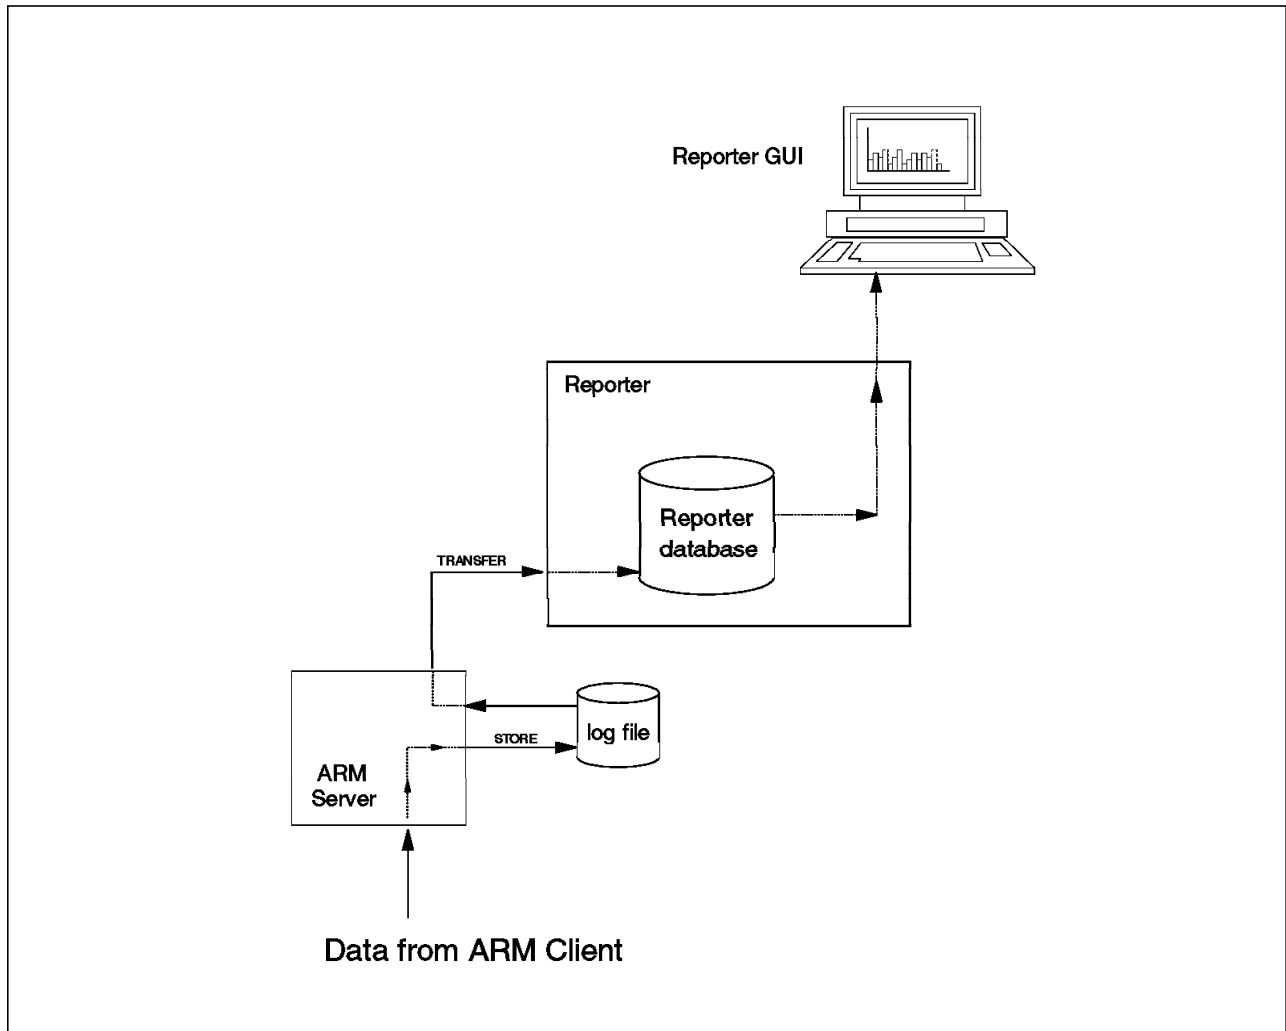 Reporter GUI
Reporter
Reporter
database
TRANSFER
log file
STORE
ARM
Server
Data from ARM Client